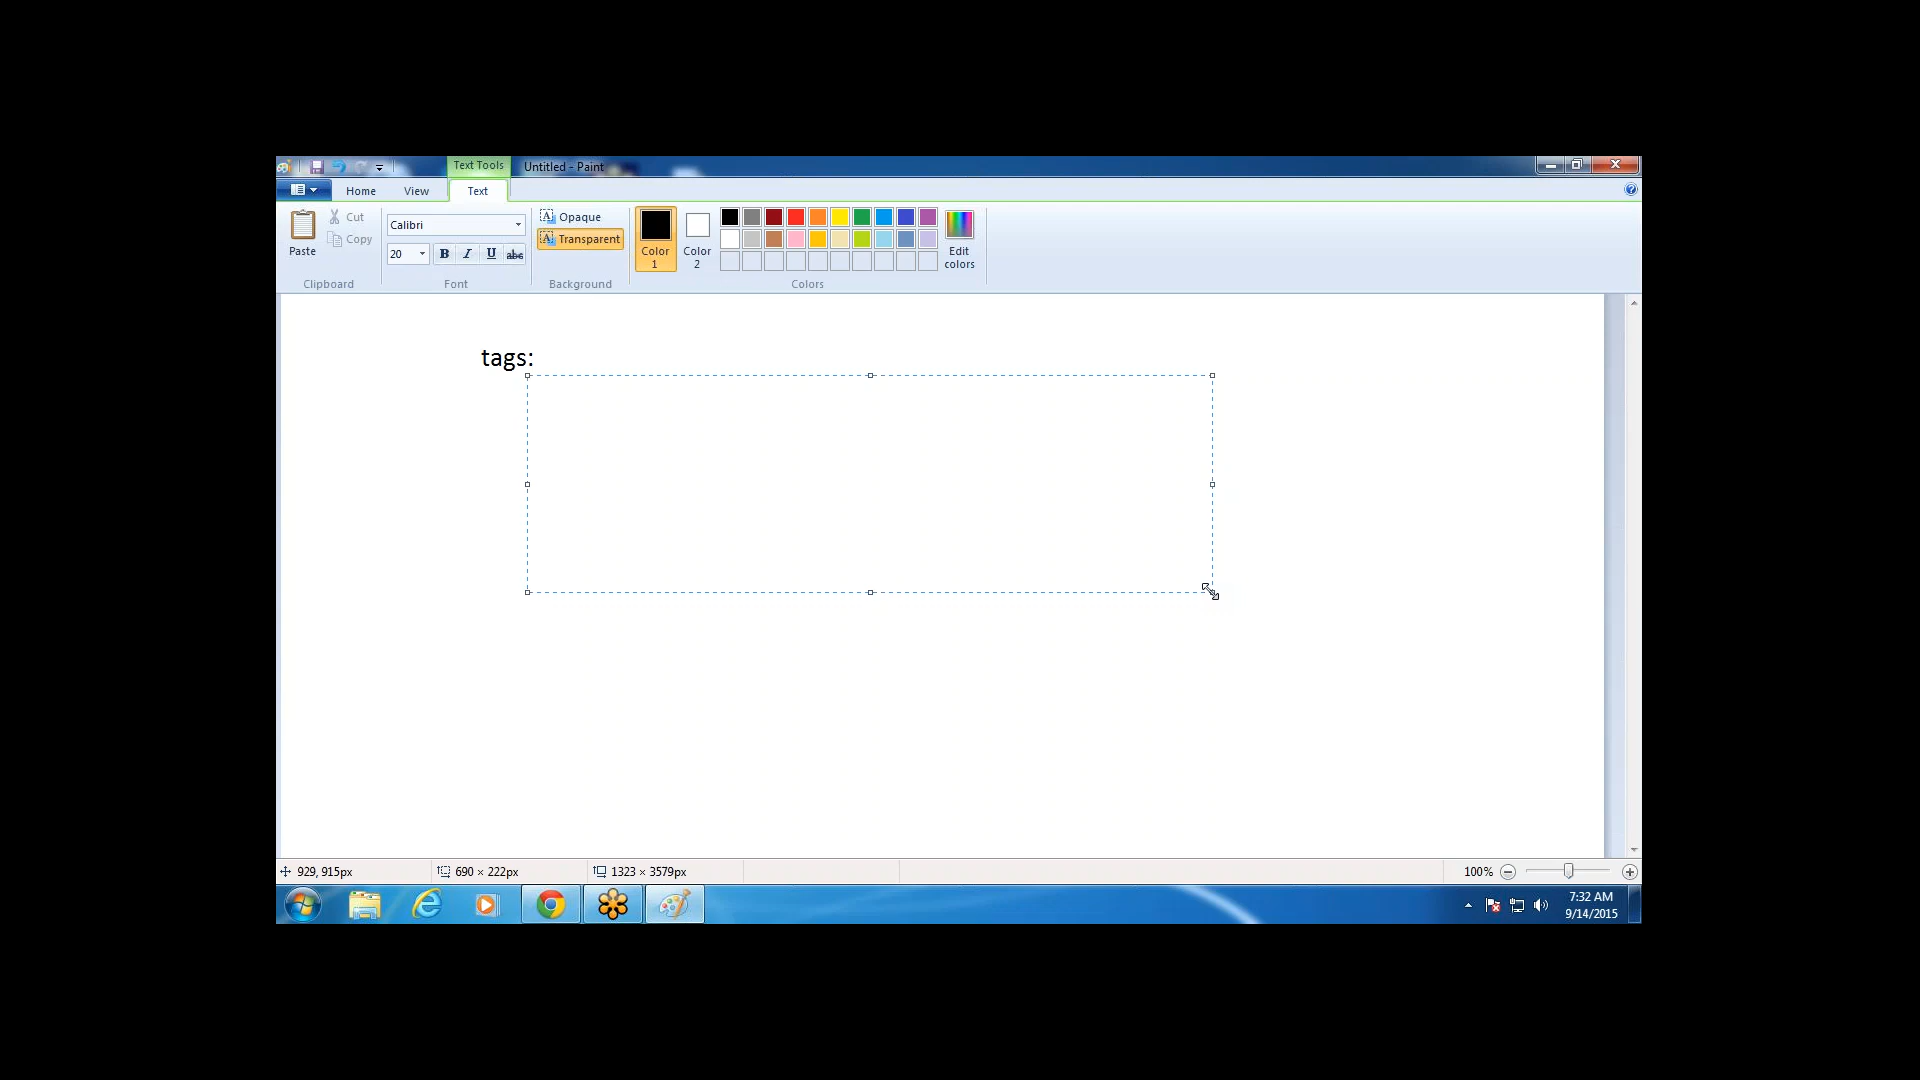 Text Tools
Untitled - Paint
Home
View
Text
Paste
Cut
Copy
Clipboard
Calibri
20
B I U abc
Font
Opaque
Transparent
Background
Color 1
Color 2
Edit colors
Colors
tags:
929, 915px
690 × 222px
1323 × 3579px
100%
7:32 AM
9/14/2015